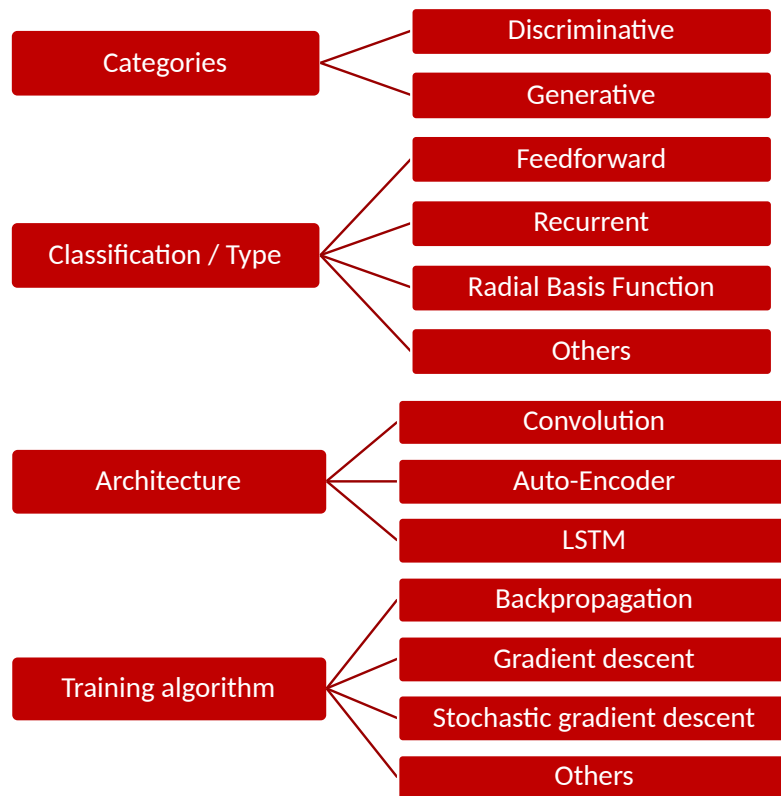 Categories
Discriminative
Generative
Classification / Type
Feedforward
Recurrent
Radial Basis Function
Others
Architecture
Convolution
Auto-Encoder
LSTM
Training algorithm
Backpropagation
Gradient descent
Stochastic gradient descent
Others